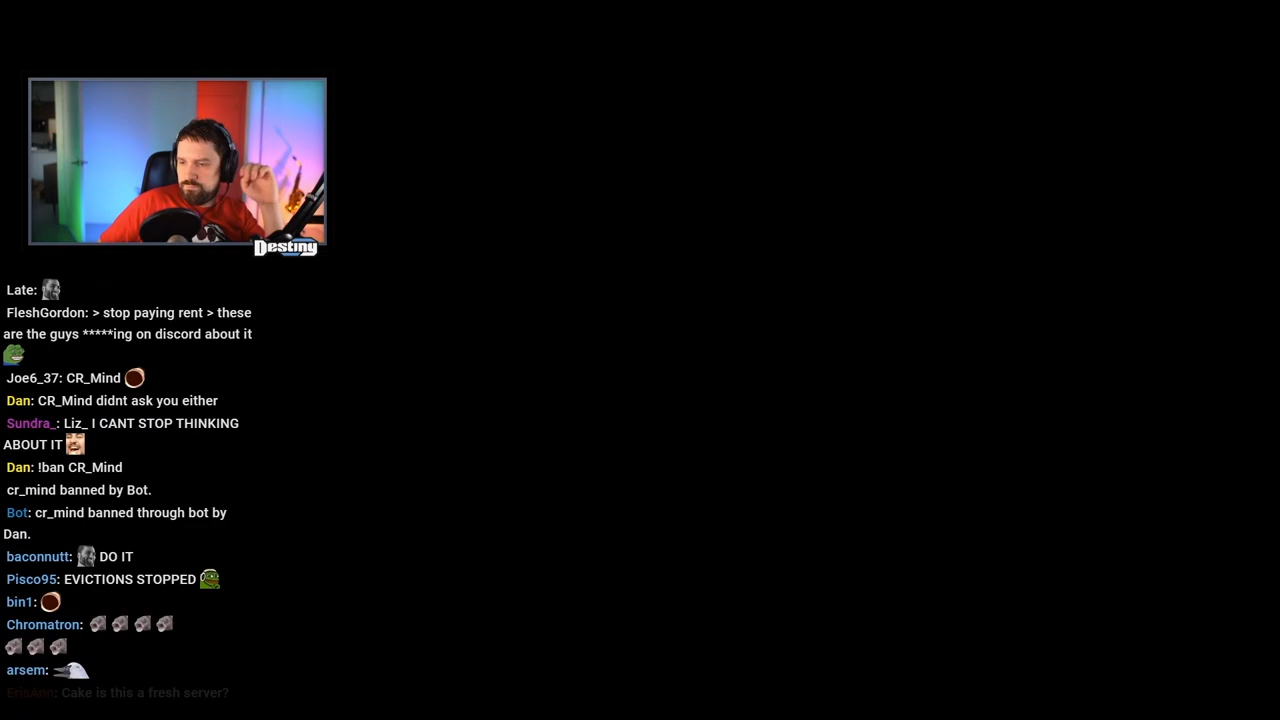 Destiny
Late:
FleshGordon: > stop paying rent > these
are the guys *****ing on discord about it
Joe6_37: CR_Mind
Dan: CR_Mind didnt ask you either
Sundra_: Liz_ I CANT STOP THINKING
ABOUT IT
Dan: !ban CR_Mind
cr_mind banned by Bot.
Bot: cr_mind banned through bot by
Dan.
baconnutt: DO IT
Pisco95: EVICTIONS STOPPED
bin1:
Chromatron:
arsem:
ErisAnn: Cake is this a fresh server?